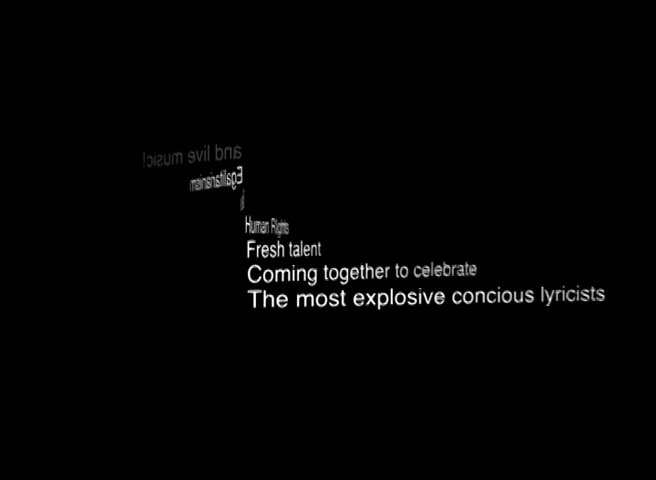 and live music!
Egalitarianism
Human Rights
Fresh talent
Coming together to celebrate
The most explosive concious lyricists